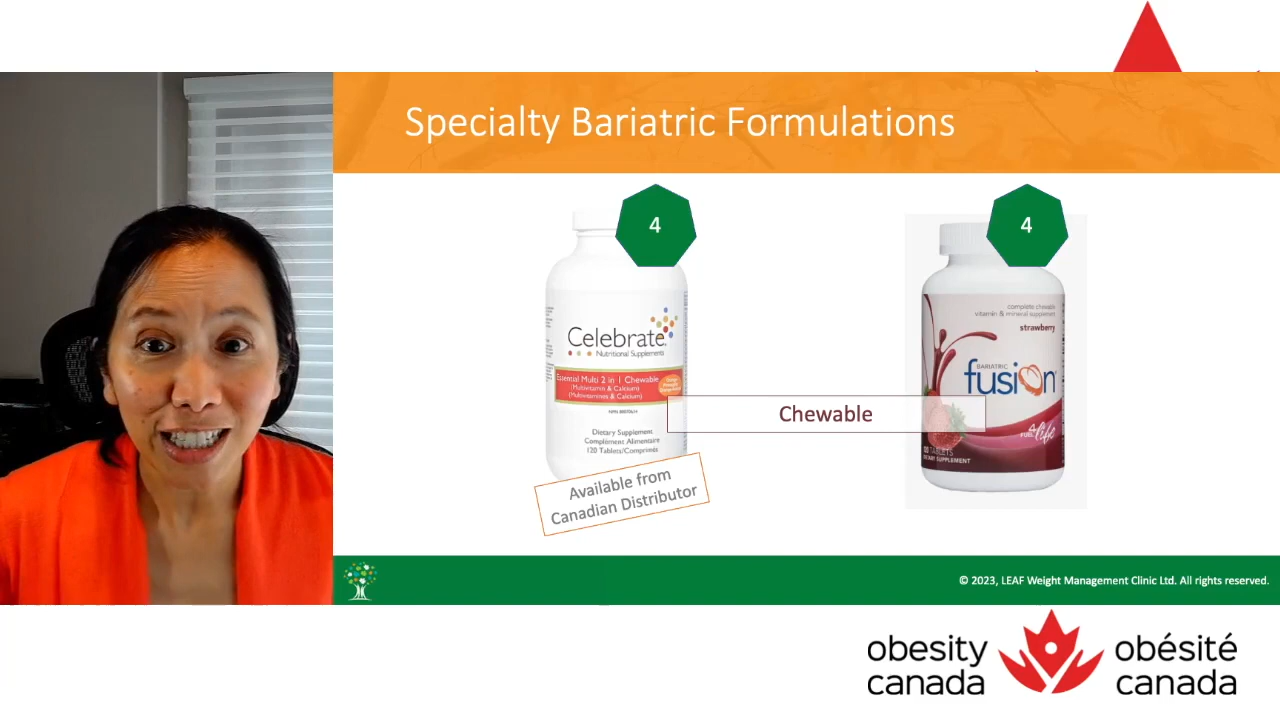 Specialty Bariatric Formulations
4
Celebrate
Nutritional Supplements
Essential Multi 2 in 1 Chewable
(Multivitamin & Calcium)
(Multivitamines & Calcium)
Dietary Supplement
Complément Alimentaire
120 Tablets/Comprimés
Available from
Canadian Distributor
Chewable
4
complete chewable
vitamin & mineral supplement
strawberry
BARIATRIC
fusion
life
TABLETS
DIETARY SUPPLEMENT
© 2023, LEAF Weight Management Clinic Ltd. All rights reserved.
obesity
canada
obésité
canada